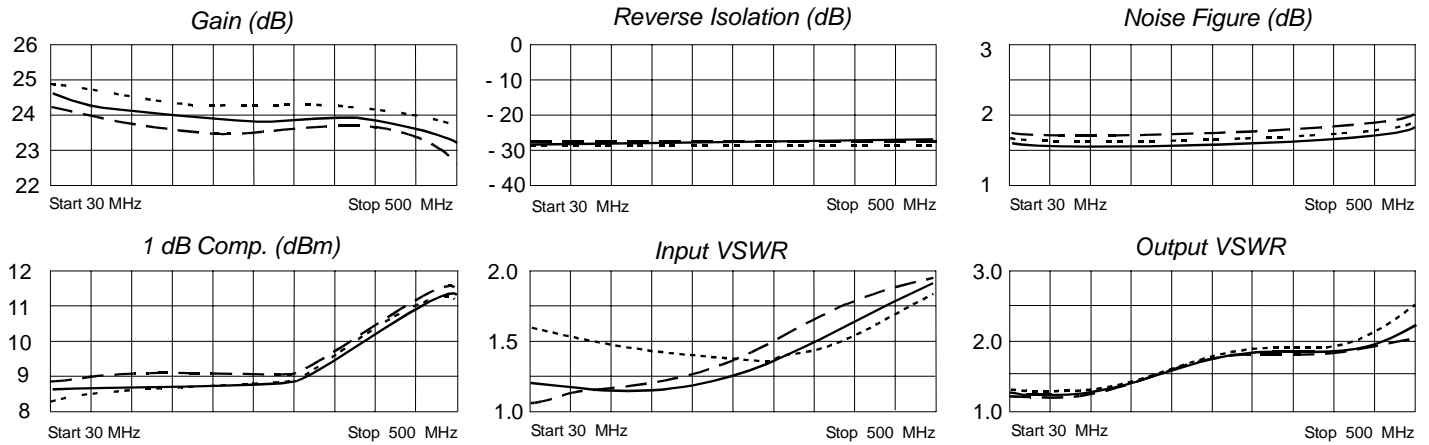 Gain (dB)
26
25
24
23
22
Start 30 MHz Stop 500 MHz
Reverse Isolation (dB)
0
- 10
- 20
- 30
- 40
Start 30 MHz Stop 500 MHz
Noise Figure (dB)
3
2
1
Start 30 MHz Stop 500 MHz
1 dB Comp. (dBm)
12
11
10
9
8
Start 30 MHz Stop 500 MHz
Input VSWR
2.0
1.5
1.0
Start 30 MHz Stop 500 MHz
Output VSWR
3.0
2.0
1.0
Start 30 MHz Stop 500 MHz